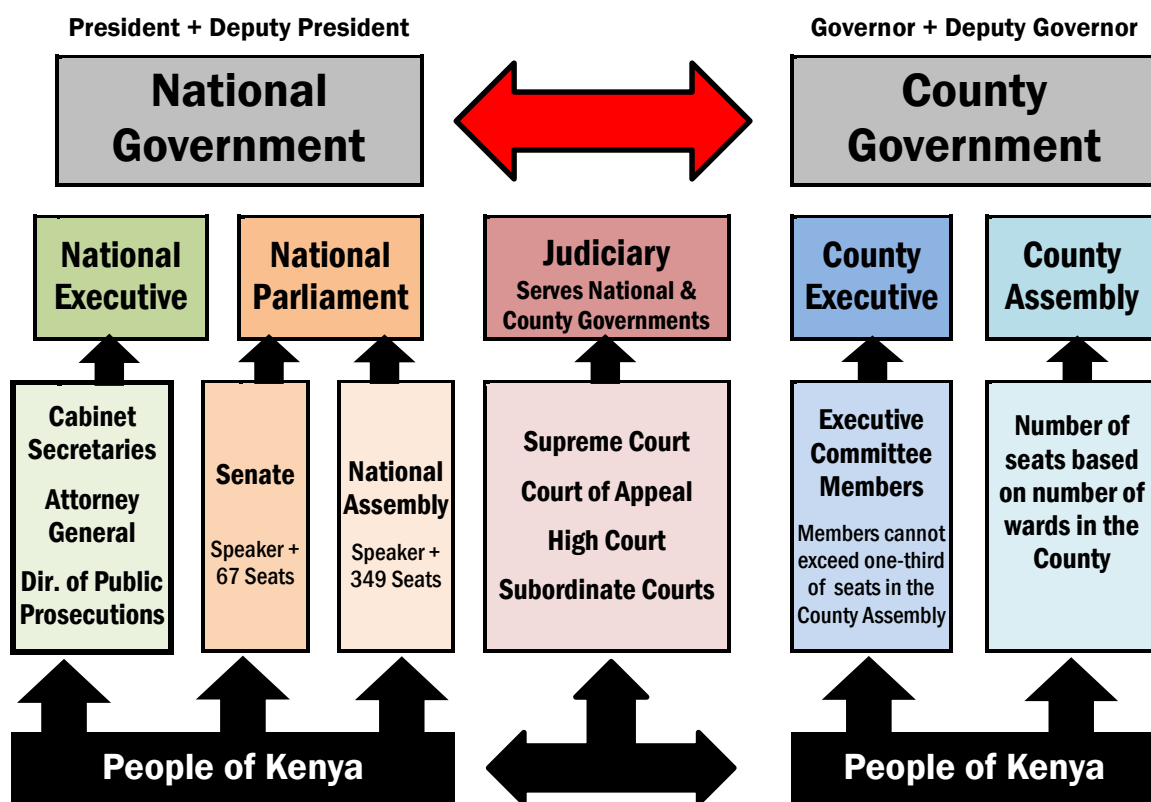 President + Deputy President
National
Government
Governor + Deputy Governor
County
Government
National
Executive
National
Parliament
Judiciary
Serves National &
County Governments
County
Executive
County
Assembly
Cabinet
Secretaries
Attorney
General
Dir. of Public
Prosecutions
Senate
Speaker +
67 Seats
National
Assembly
Speaker +
349 Seats
Supreme Court
Court of Appeal
High Court
Subordinate Courts
Executive
Committee
Members
Members cannot
exceed one-third
of seats in the
County Assembly
Number of
seats based
on number of
wards in the
County
People of Kenya
People of Kenya